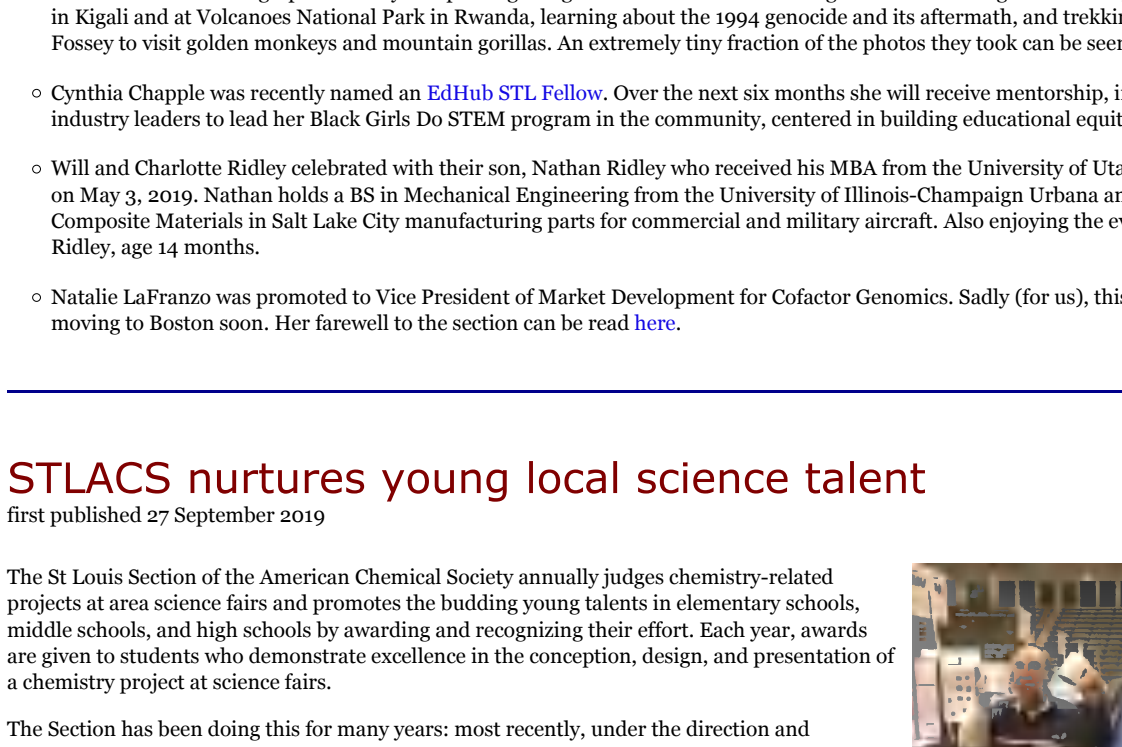 in Kigali and at Volcanoes National Park in Rwanda, learning about the 1994 genocide and its aftermath, and
Fossey to visit golden monkeys and mountain gorillas. An extremely tiny fraction of the photos they took can be
Cynthia Chapple was recently named an EdHub STL Fellow. Over the next six months she will receive mentorship,
industry leaders to lead her Black Girls Do STEM program in the community, centered in building educational
Will and Charlotte Ridley celebrated with their son, Nathan Ridley who received his MBA from the University of
on May 3, 2019. Nathan holds a BS in Mechanical Engineering from the University of Illinois-Champaign Urbana
Composite Materials in Salt Lake City manufacturing parts for commercial and military aircraft. Also enjoying the
Ridley, age 14 months.
Natalie LaFranzo was promoted to Vice President of Market Development for Cofactor Genomics. Sadly (for us),
moving to Boston soon. Her farewell to the section can be read here.
STLACS nurtures young local science talent
first published 27 September 2019
The St Louis Section of the American Chemical Society annually judges chemistry-related
projects at area science fairs and promotes the budding young talents in elementary schools,
middle schools, and high schools by awarding and recognizing their effort. Each year, awards
are given to students who demonstrate excellence in the conception, design, and presentation of
a chemistry project at science fairs.
The Section has been doing this for many years: most recently, under the direction and